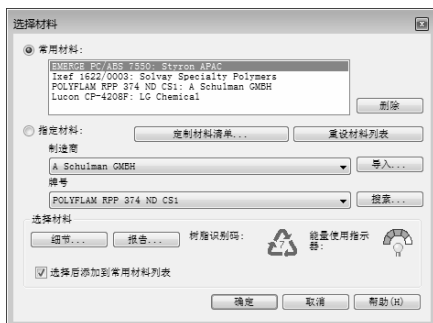 选择材料
常用材料:
EMERGE PC/ABS 7550: Styron APAC
Ixef 1622/0003: Solvay Specialty Polymers
POLYFLAM RPP 374 ND CS1: A Schulman GMBH
Lucon CP-4208F: LG Chemical
删除
指定材料:
定制材料清单...
重设材料列表
制造商
A Schulman GMBH
导入...
牌号
POLYFLAM RPP 374 ND CS1
搜索...
选择材料
细节...
报告...
树脂识别码:
7
能量使用指示器:
选择后添加到常用材料列表
确定
取消
帮助(H)